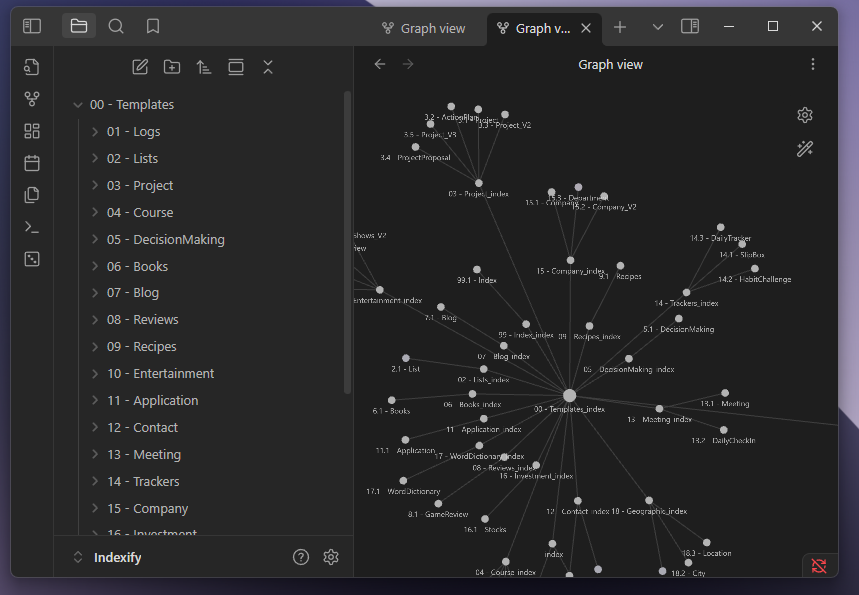 Graph view
Graph v...
Graph view
00 - Templates
01 - Logs
02 - Lists
03 - Project
04 - Course
05 - DecisionMaking
06 - Books
07 - Blog
08 - Reviews
09 - Recipes
10 - Entertainment
11 - Application
12 - Contact
13 - Meeting
14 - Trackers
15 - Company
16 - Investment
Indexify
3.2 - ActionPlan
3.3 - Project_V2
3.5 - Project_V3
3.4 - ProjectProposal
03 - Project_index
15.3 - Department
15.1 - Company
15.2 - Company_V2
shows_V2
iew
14.3 - DailyTracker
14.1 - SlipBox
15 - Company_index
9.1 - Recipes
99.1 - Index
14.2 - HabitChallenge
Entertainment_index
14 - Trackers_index
7.1 - Blog
5.1 - DecisionMaking
99 - Index_index
09 - Recipes_index
07 - Blog_index
2.1 - List
05 - DecisionMaking_index
02 - Lists_index
06 - Books_index
13.1 - Meeting
6.1 - Books
00 - Templates_index
13 - Meeting_index
11 - Application_index
13.2 - DailyCheckIn
11.1 - Application
17 - WordDictionary_index
08 - Reviews_index
16 - Investment_index
17.1 - WordDictionary
8.1 - GameReview
12 - Contact_index
18 - Geographic_index
16.1 - Stocks
index
18.3 - Location
04 - Course_index
18.2 - City